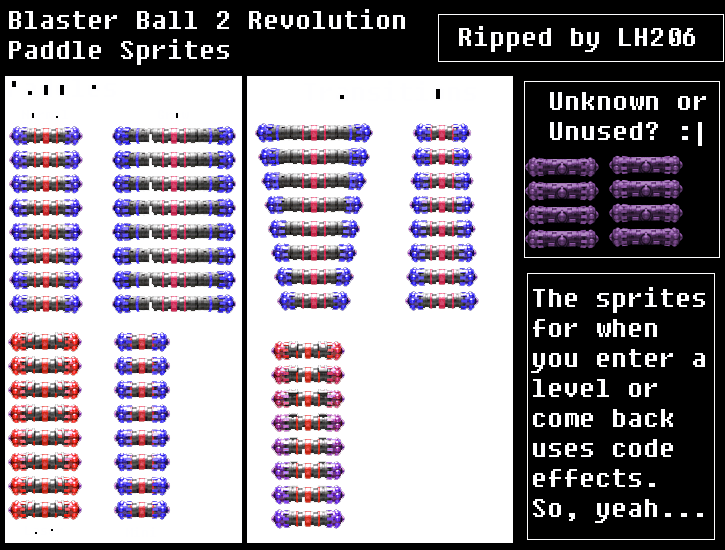 Blaster Ball 2 Revolution
Paddle Sprites
Ripped by LH206
Unknown or
Unused? :|
The sprites
for when
you enter a
level or
come back
uses code
effects.
So, yeah...